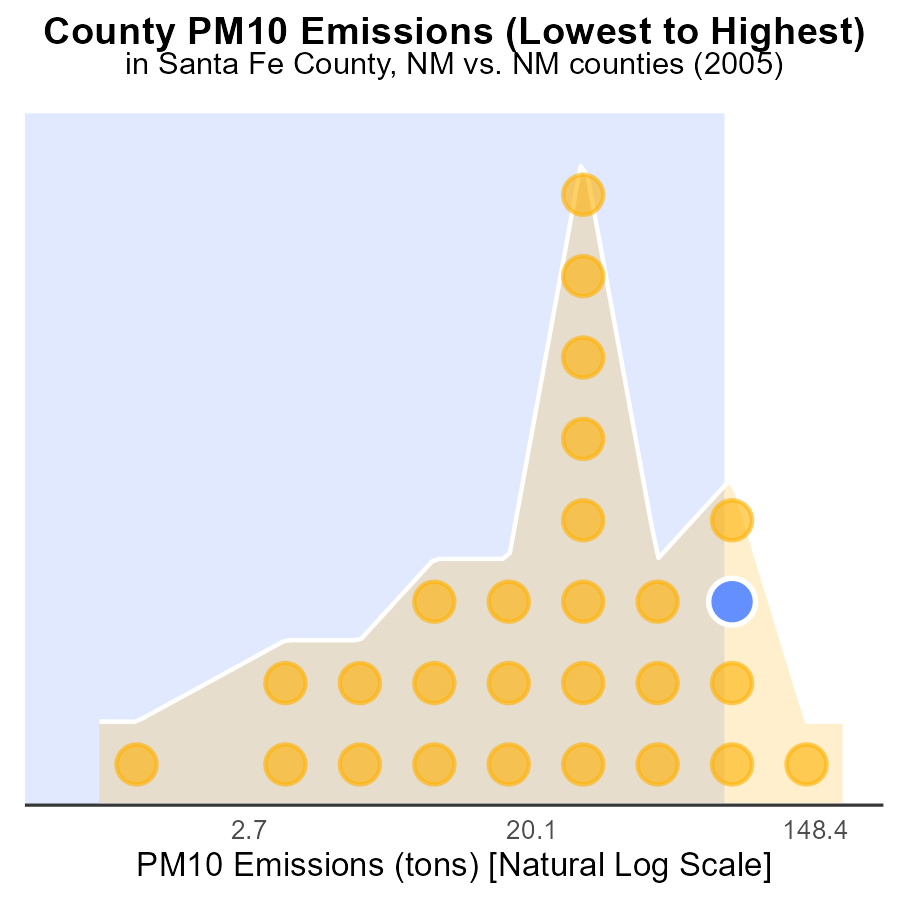 County PM10 Emissions (Lowest to Highest)
in Santa Fe County, NM vs. NM counties (2005)
2.7 20.1 148.4
PM10 Emissions (tons) [Natural Log Scale]